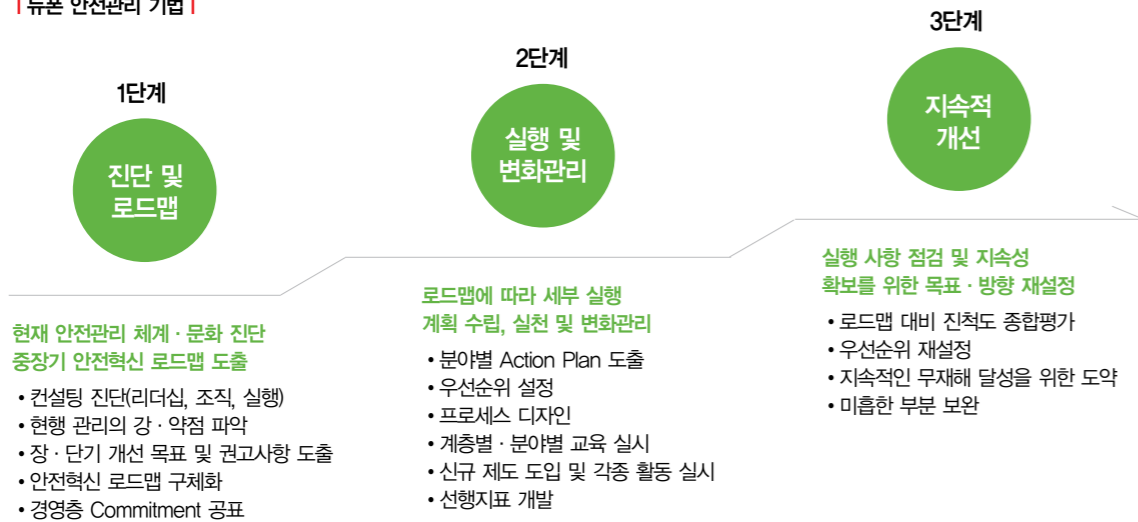 | 듀폰 안전관리 기법 |
1단계
진단 및
로드맵
현재 안전관리 체계 · 문화 진단
중장기 안전혁신 로드맵 도출
• 컨설팅 진단(리더십, 조직, 실행)
• 현행 관리의 강 · 약점 파악
• 장 · 단기 개선 목표 및 권고사항 도출
• 안전혁신 로드맵 구체화
• 경영층 Commitment 공표
2단계
실행 및
변화관리
로드맵에 따라 세부 실행
계획 수립, 실천 및 변화관리
• 분야별 Action Plan 도출
• 우선순위 설정
• 프로세스 디자인
• 계층별 · 분야별 교육 실시
• 신규 제도 도입 및 각종 활동 실시
• 선행지표 개발
3단계
지속적
개선
실행 사항 점검 및 지속성
확보를 위한 목표 · 방향 재설정
• 로드맵 대비 진척도 종합평가
• 우선순위 재설정
• 지속적인 무재해 달성을 위한 도약
• 미흡한 부분 보완